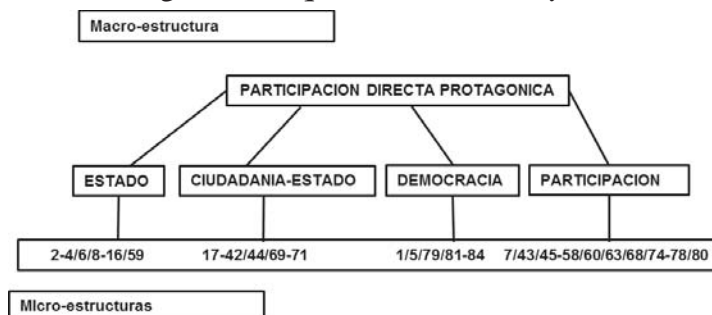 Macro-estructura
PARTICIPACION DIRECTA PROTAGONICA
ESTADO CIUDADANIA-ESTADO DEMOCRACIA PARTICIPACION
2-4/6/8-16/59 17-42/44/69-71 1/5/79/81-84 7/43/45-58/60/63/68/74-78/80
MIcro-estructuras